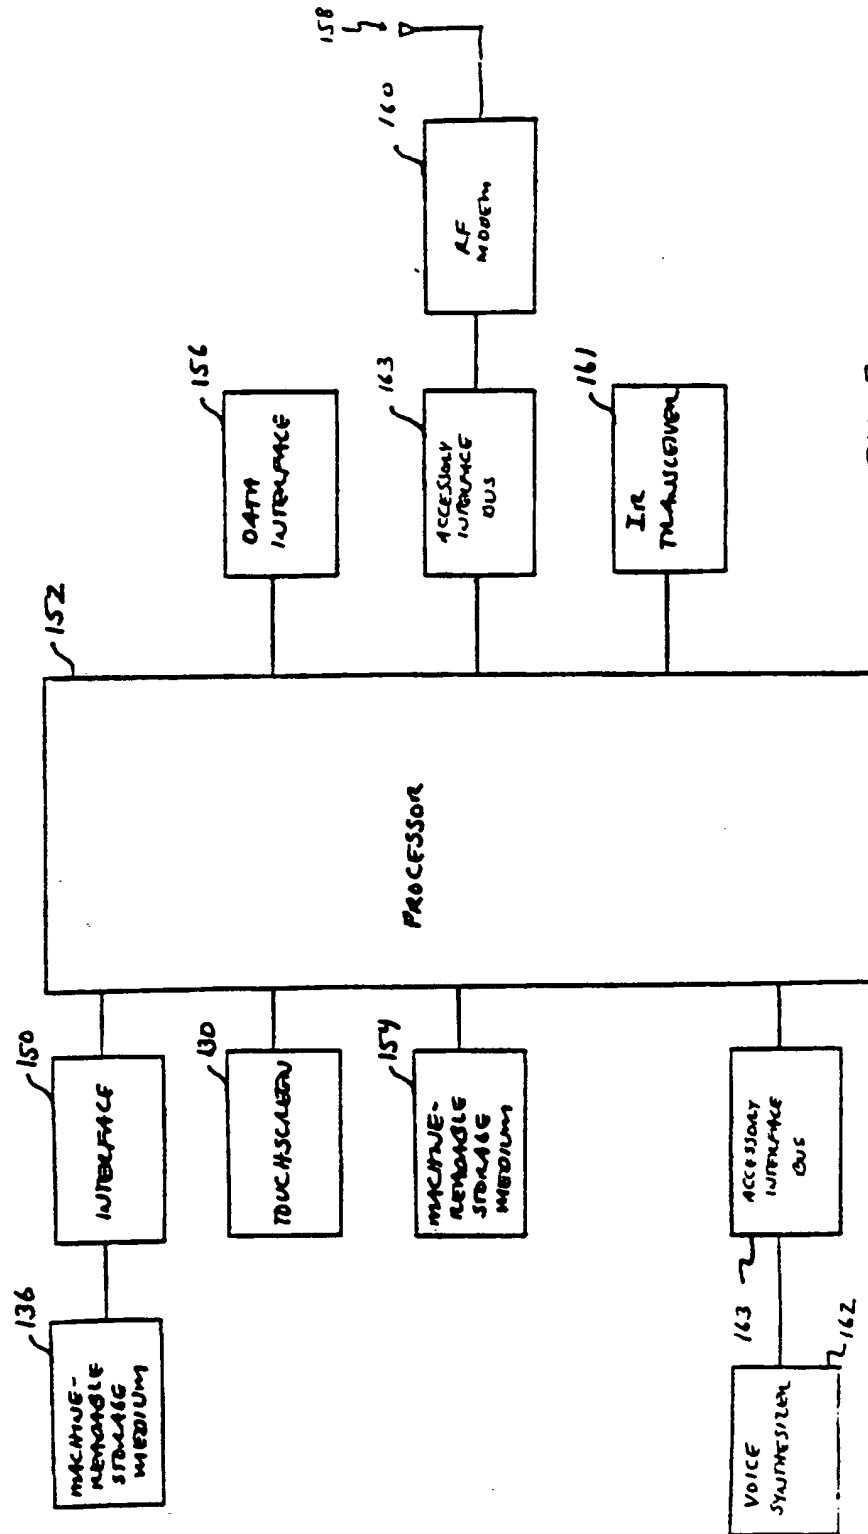 136
MACHINE-
READABLE
STORAGE
MEDIUM
150
INTERFACE
130
TOUCHSCREEN
154
MACHINE-
READABLE
STORAGE
MEDIUM
163
ACCESSORY
INTERFACE
BUS
162
VOICE
SYNTHESIZER
152
PROCESSOR
156
DATA
INTERFACE
163
ACCESSORY
INTERFACE
BUS
160
RF
MODEM
158
161
IR
TRANSCEIVER